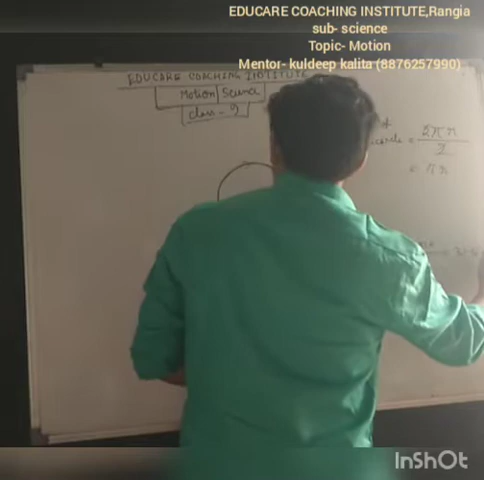 EDUCARE COACHING INSTITUTE,Rangia
sub- science
Topic- Motion
Mentor- kuldeep kalita (8876257990)
EDUCARE COACHING INSTITUTE
Motion | Science
class - 9
= 2πr / 2
= πr
InShOt